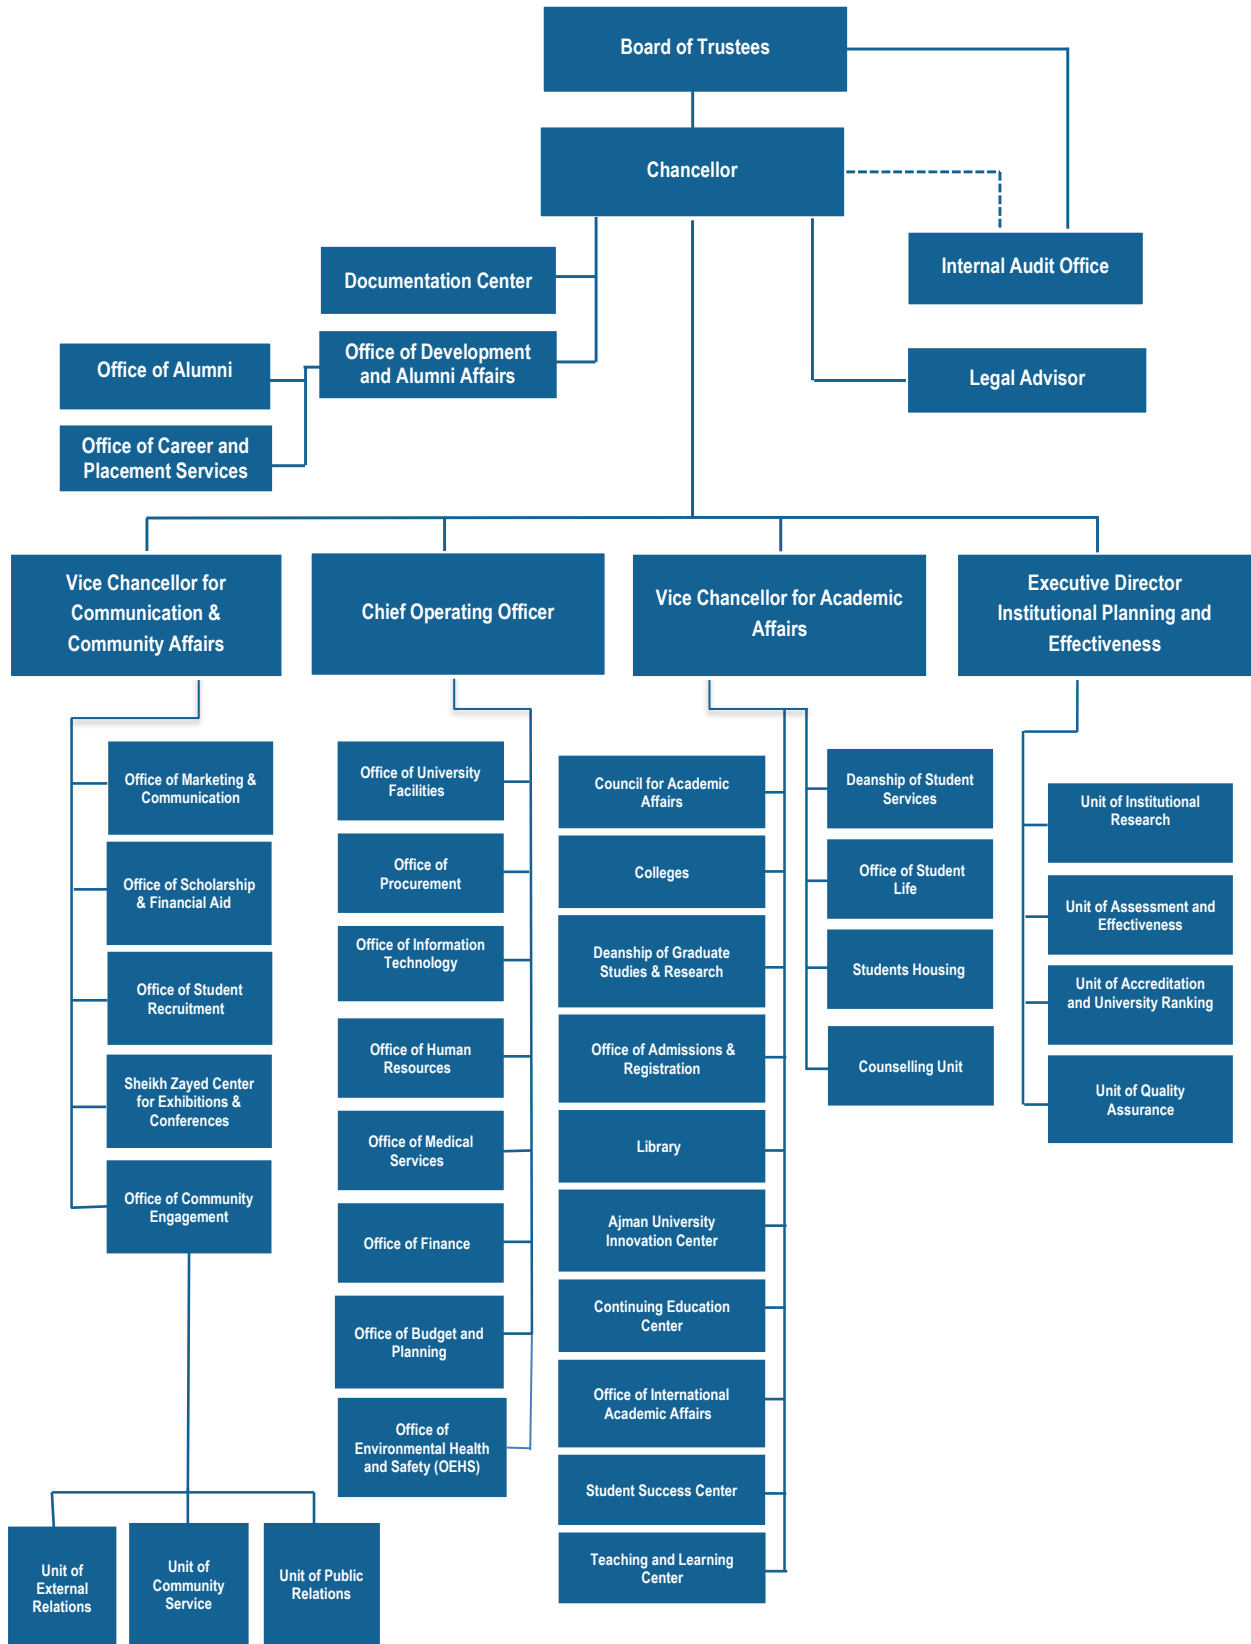 Board of Trustees
Chancellor
Internal Audit Office
Documentation Center
Office of Development
and Alumni Affairs
Legal Advisor
Office of Alumni
Office of Career and
Placement Services
Vice Chancellor for
Communication &
Community Affairs
Chief Operating Officer
Vice Chancellor for Academic
Affairs
Executive Director
Institutional Planning and
Effectiveness
Office of Marketing &
Communication
Office of Scholarship
& Financial Aid
Office of Student
Recruitment
Sheikh Zayed Center
for Exhibitions &
Conferences
Office of Community
Engagement
Unit of
External
Relations
Unit of
Community
Service
Unit of Public
Relations
Office of University
Facilities
Office of
Procurement
Office of Information
Technology
Office of Human
Resources
Office of Medical
Services
Office of Finance
Office of Budget and
Planning
Office of
Environmental Health
and Safety (OEHS)
Council for Academic
Affairs
Colleges
Deanship of Graduate
Studies & Research
Office of Admissions &
Registration
Library
Ajman University
Innovation Center
Continuing Education
Center
Office of International
Academic Affairs
Student Success Center
Teaching and Learning
Center
Deanship of Student
Services
Office of Student
Life
Students Housing
Counselling Unit
Unit of Institutional
Research
Unit of Assessment and
Effectiveness
Unit of Accreditation
and University Ranking
Unit of Quality
Assurance